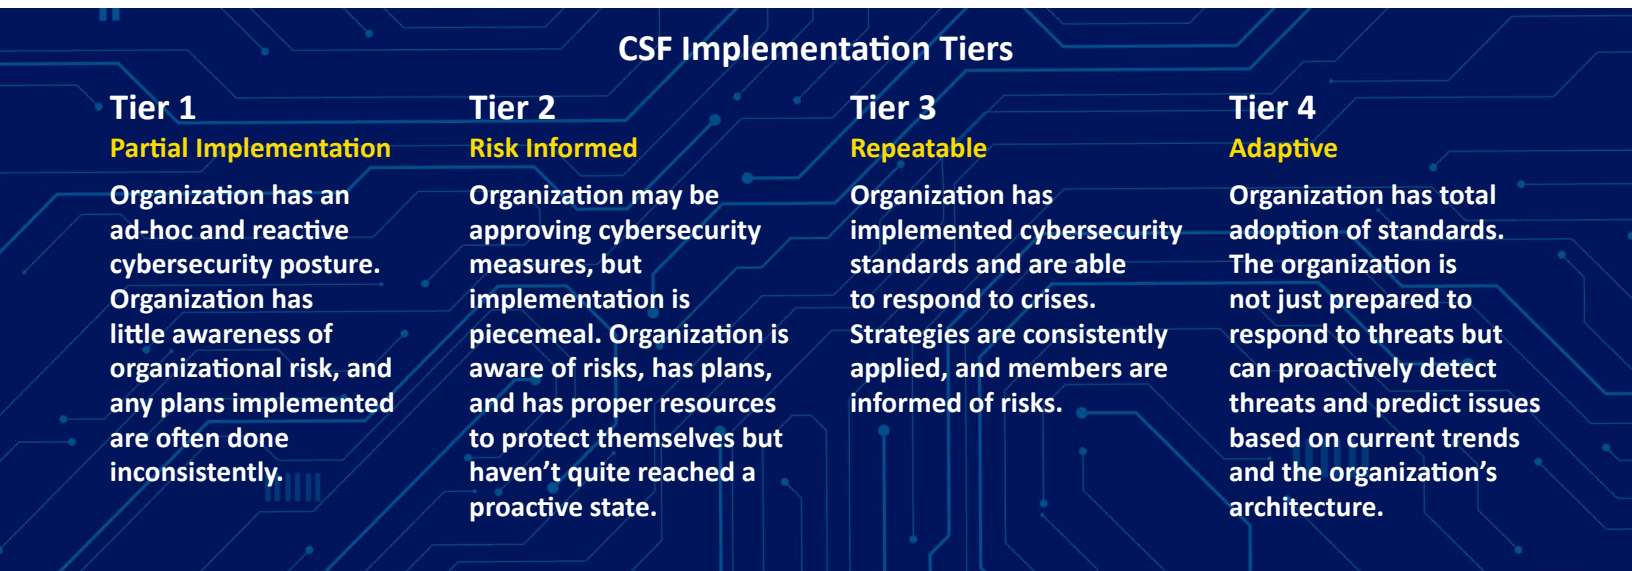 CSF Implementation Tiers
Tier 1
Partial Implementation
Organization has an
ad-hoc and reactive
cybersecurity posture.
Organization has
little awareness of
organizational risk, and
any plans implemented
are often done
inconsistently.
Tier 2
Risk Informed
Organization may be
approving cybersecurity
measures, but
implementation is
piecemeal. Organization is
aware of risks, has plans,
and has proper resources
to protect themselves but
haven’t quite reached a
proactive state.
Tier 3
Repeatable
Organization has
implemented cybersecurity
standards and are able
to respond to crises.
Strategies are consistently
applied, and members are
informed of risks.
Tier 4
Adaptive
Organization has total
adoption of standards.
The organization is
not just prepared to
respond to threats but
can proactively detect
threats and predict issues
based on current trends
and the organization’s
architecture.